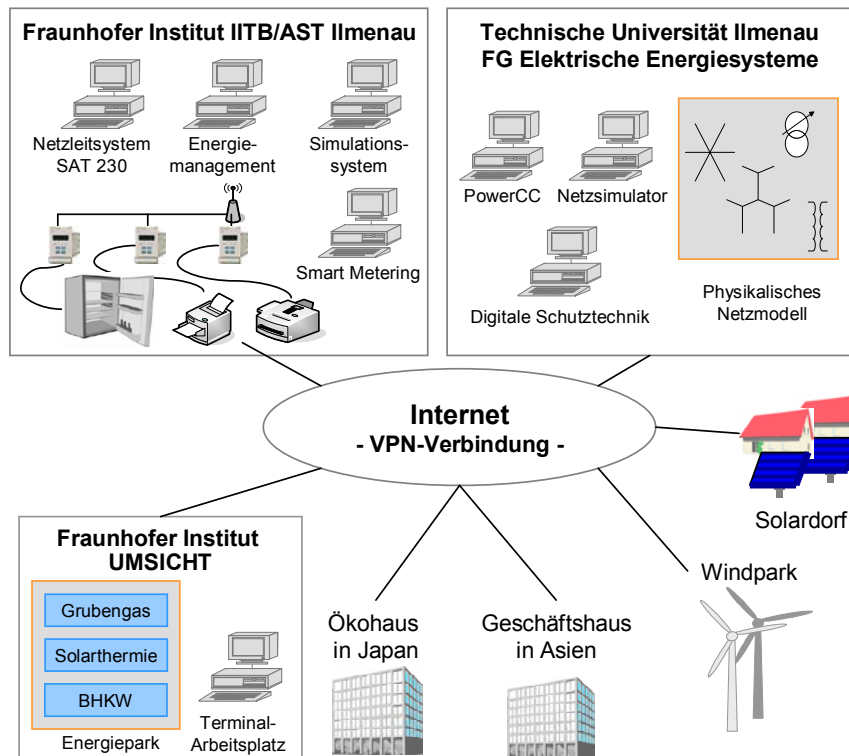 Fraunhofer Institut IITB/AST Ilmenau
Netzleitsystem
SAT 230
Energie-
management
Simulations-
system
Smart Metering
Technische Universität Ilmenau
FG Elektrische Energiesysteme
PowerCC
Netzsimulator
Digitale Schutztechnik
Physikalisches
Netzmodell
Internet
- VPN-Verbindung -
Solardorf
Windpark
Fraunhofer Institut
UMSICHT
Grubengas
Solarthermie
BHKW
Energiepark
Terminal-
Arbeitsplatz
Ökohaus
in Japan
Geschäftshaus
in Asien